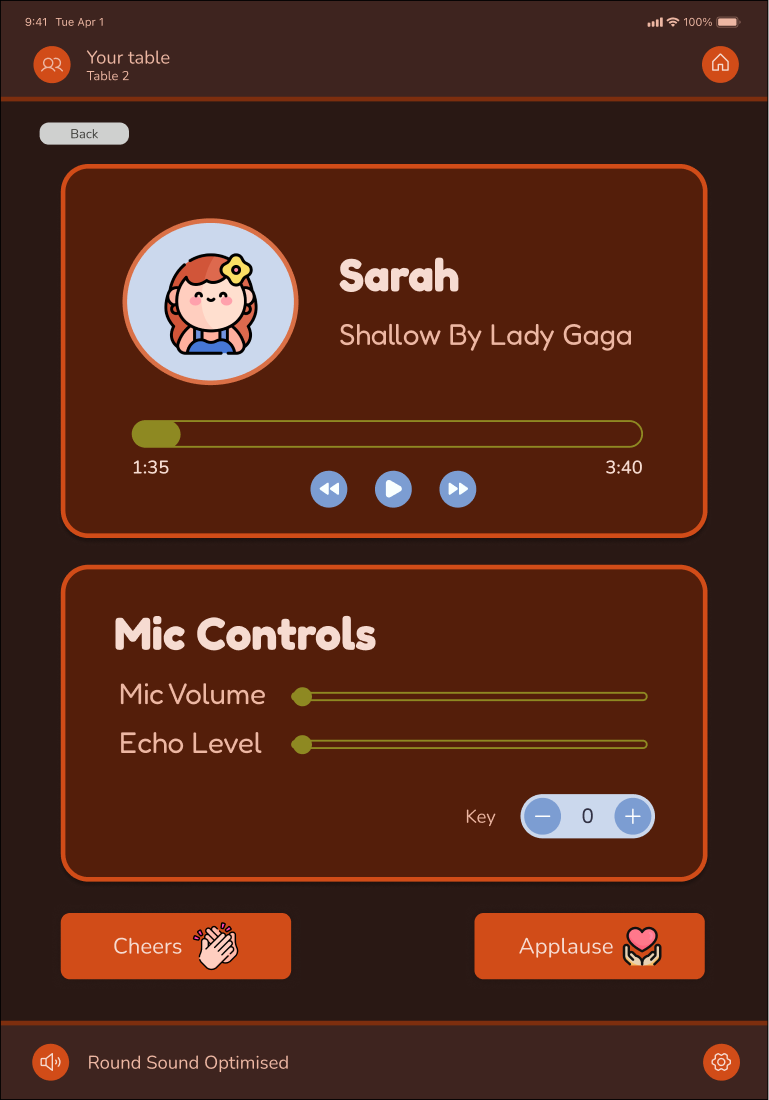 9:41 Tue Apr 1 100%
Your table
Table 2
Back
Sarah
Shallow By Lady Gaga
1:35 3:40
Mic Controls
Mic Volume
Echo Level
Key 0
Cheers Applause
Round Sound Optimised